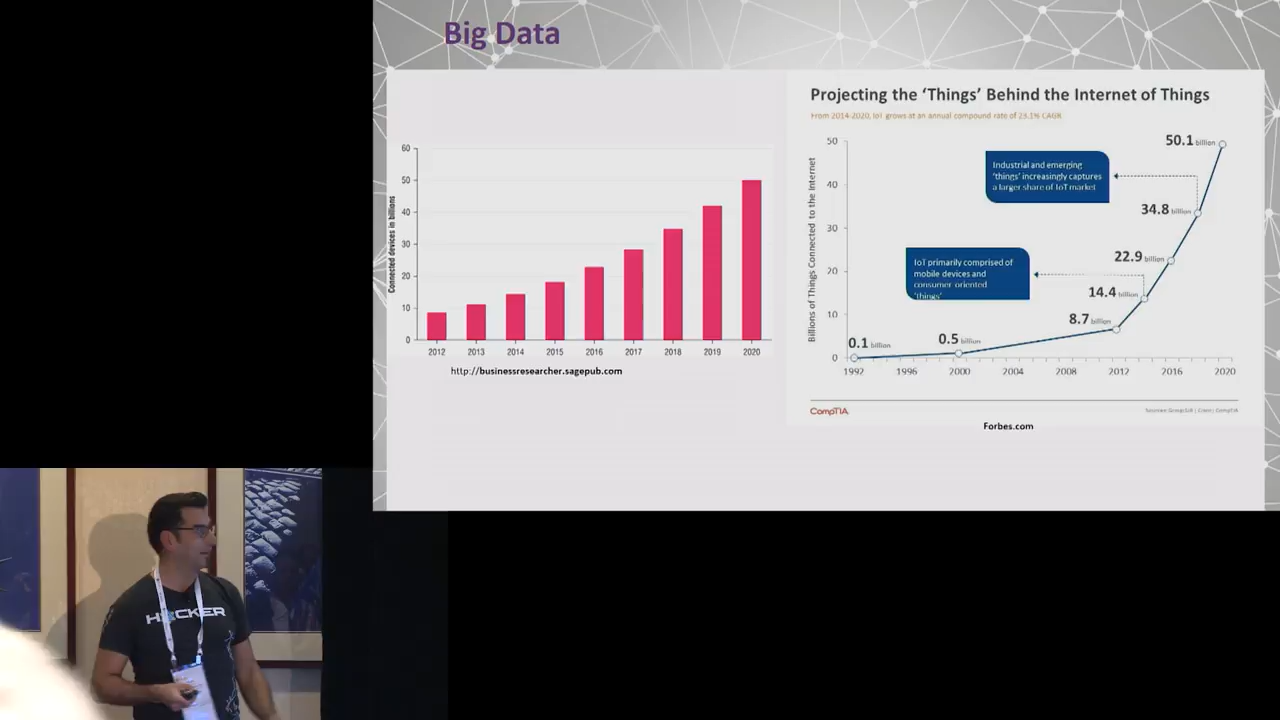 Big Data
Projecting the ‘Things’ Behind the Internet of Things
From 2014-2020, IoT grows at an annual compound rate of 23.1% CAGR
Connected devices in billions
60
50
40
30
20
10
0
2012 2013 2014 2015 2016 2017 2018 2019 2020
http://businessresearcher.sagepub.com
Billions of Things Connected to the Internet
50
40
30
20
10
0
50.1 billion
Industrial and emerging
‘things’ increasingly captures
a larger share of IoT market
34.8 billion
IoT primarily comprised of
mobile devices and
consumer oriented
‘things’
22.9 billion
14.4 billion
8.7 billion
0.5 billion
0.1 billion
1992 1996 2000 2004 2008 2012 2016 2020
CompTIA
Forbes.com
HACKER